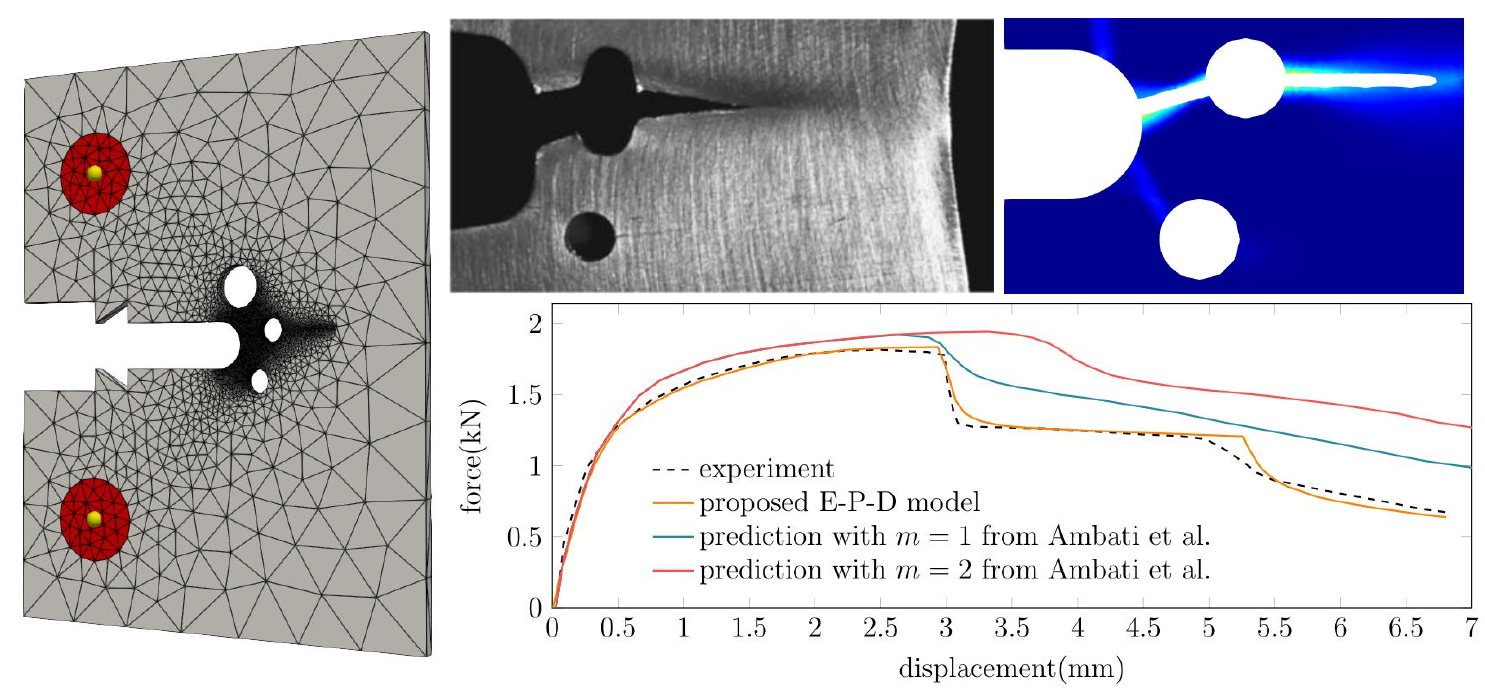 2
1.5
1
0.5
0
force(kN)
experiment
proposed E-P-D model
prediction with m = 1 from Ambati et al.
prediction with m = 2 from Ambati et al.
0 0.5 1 1.5 2 2.5 3 3.5 4 4.5 5 5.5 6 6.5 7
displacement(mm)